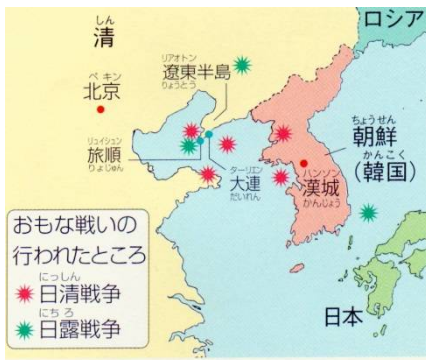 ロシア
しん
清
リアオトン
遼東半島
りょうとう
ペキン
北京
ちょうせん
朝鮮
かんこく
(韓国)
リュイシュン
旅順
りょじゅん
ターリエン
大連
だいれん
ハンソン
漢城
かんじょう
おもな戦いの
行われたところ
にっしん
日清戦争
にちろ
日露戦争
日本